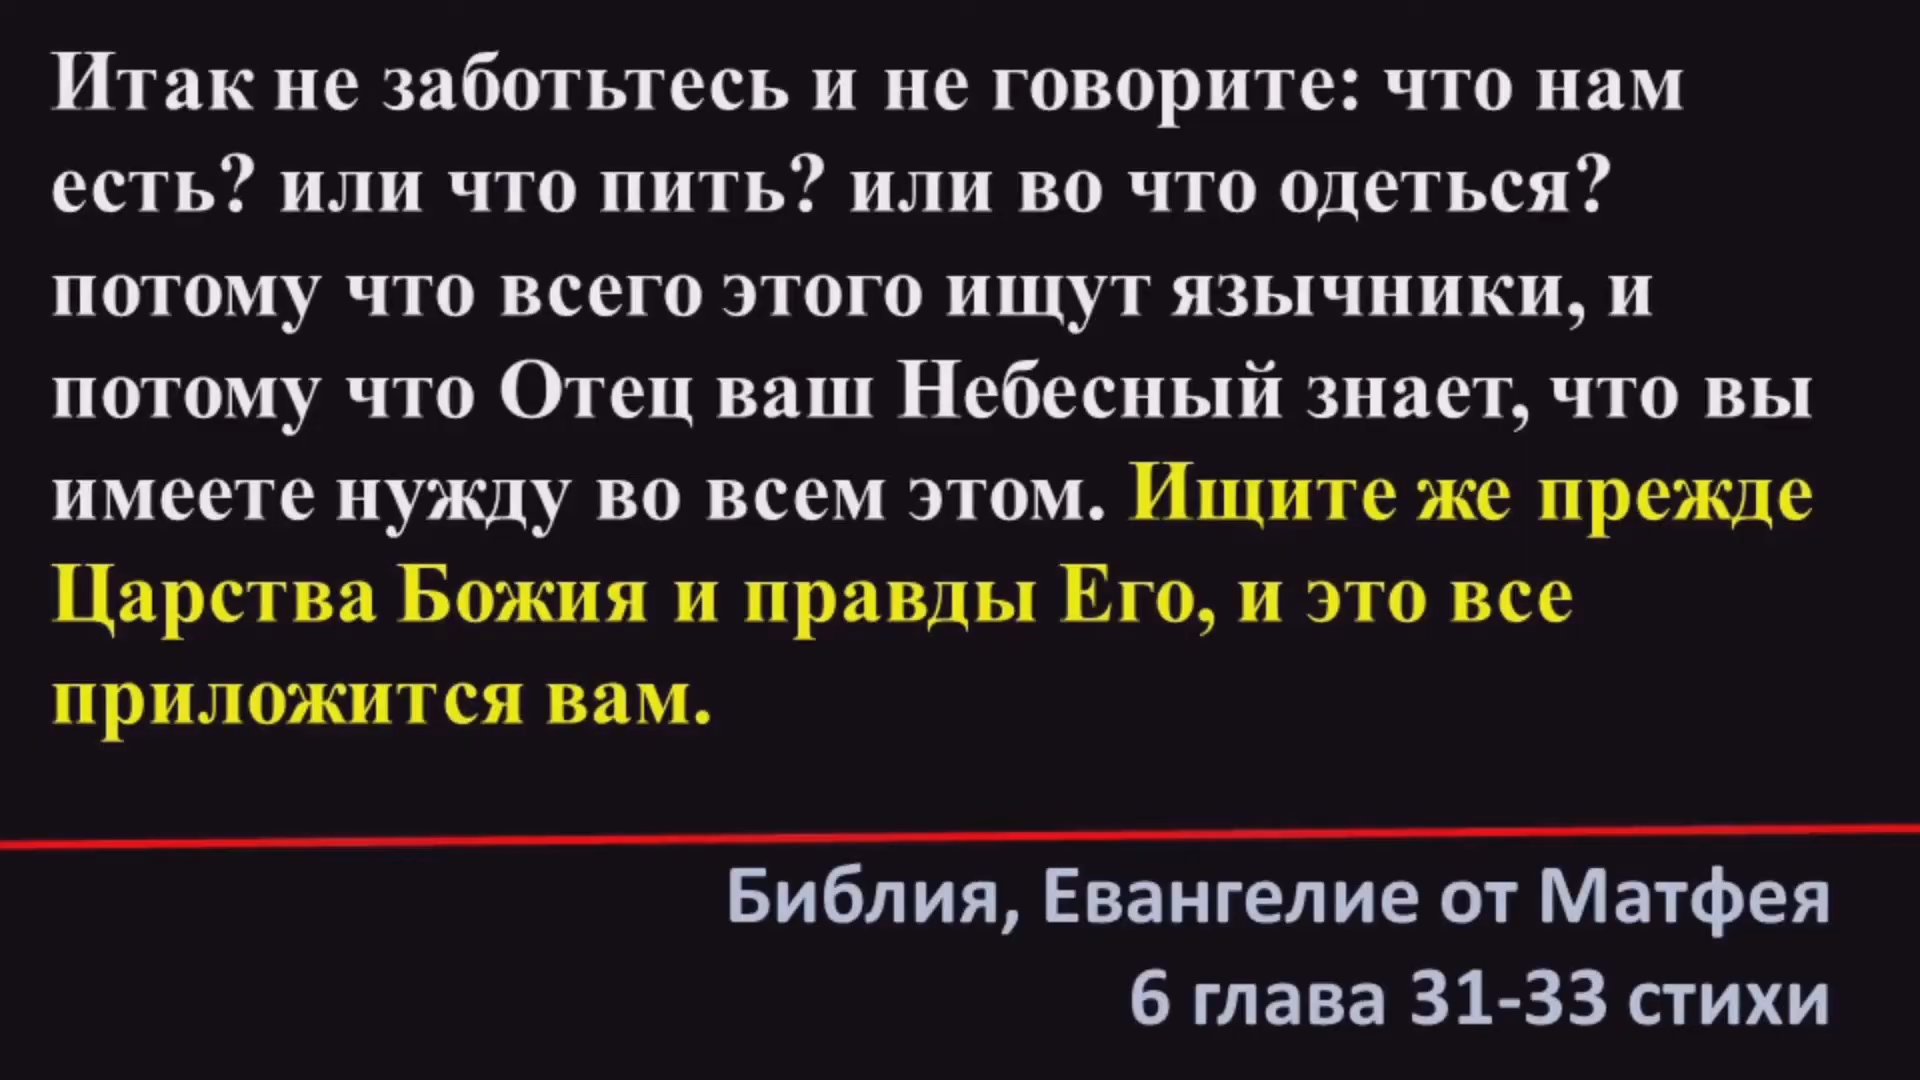 Итак не заботьтесь и не говорите: что нам
есть? или что пить? или во что одеться?
потому что всего этого ищут язычники, и
потому что Отец ваш Небесный знает, что вы
имеете нужду во всем этом. Ищите же прежде
Царства Божия и правды Его, и это все
приложится вам.
Библия, Евангелие от Матфея
6 глава 31-33 стихи